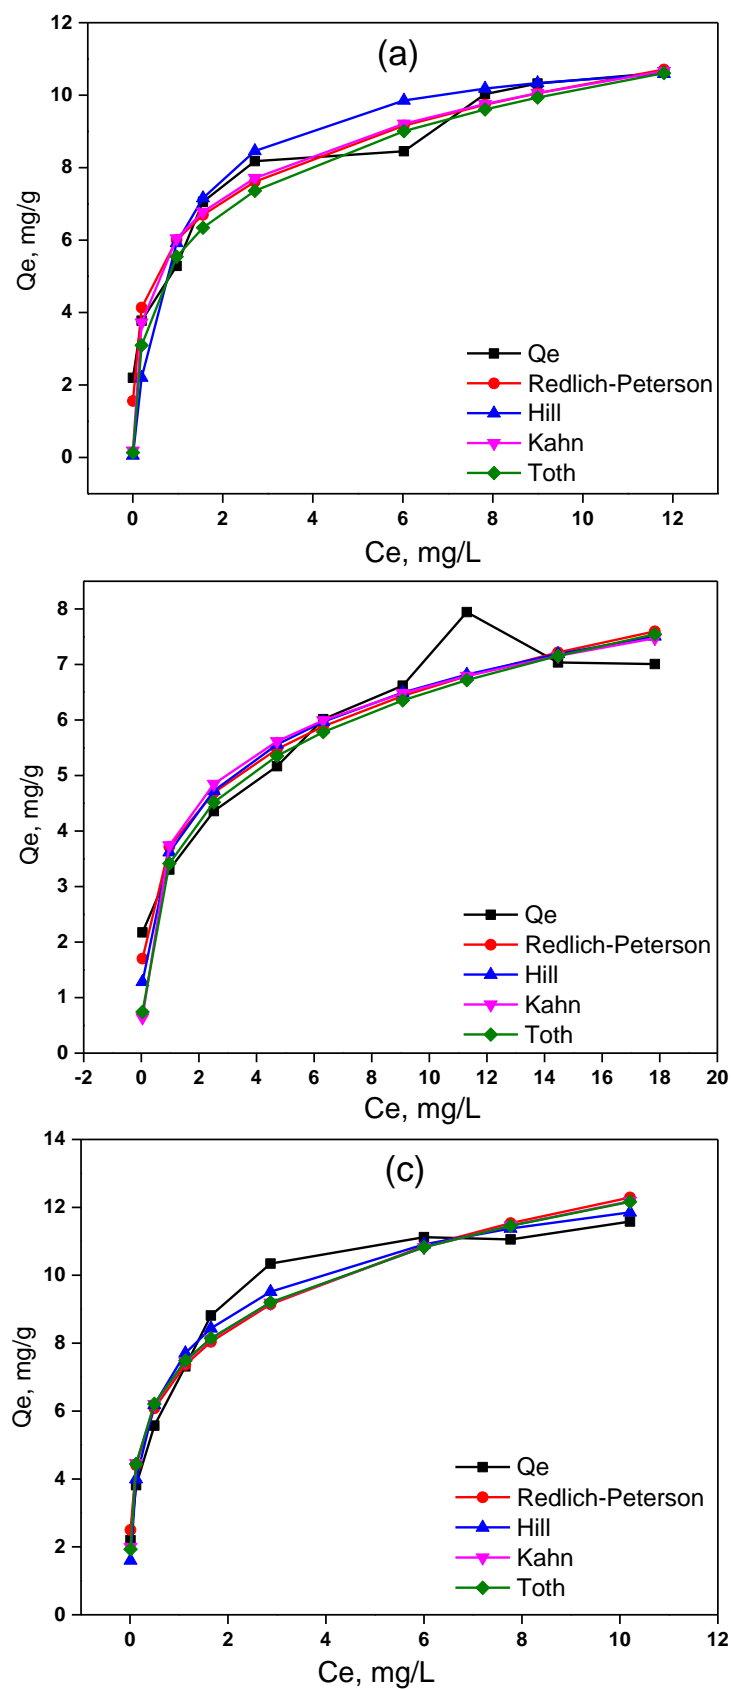 12
(a)
10
8
6
4
2
0
Qe, mg/g
Qe
Redlich-Peterson
Hill
Kahn
Toth
0 2 4 6 8 10 12
Ce, mg/L
8
7
6
5
4
3
2
1
0
Qe, mg/g
Qe
Redlich-Peterson
Hill
Kahn
Toth
-2 0 2 4 6 8 10 12 14 16 18 20
Ce, mg/L
14
(c)
12
10
8
6
4
2
0
Qe, mg/g
Qe
Redlich-Peterson
Hill
Kahn
Toth
0 2 4 6 8 10 12
Ce, mg/L